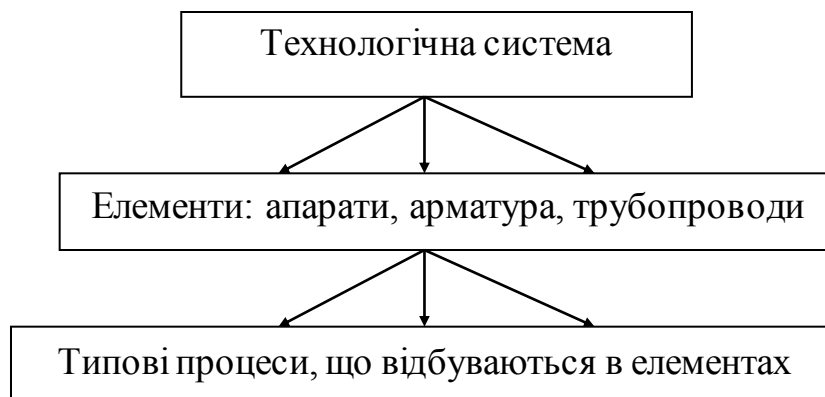 Технологічна система
Елементи: апарати, арматура, трубопроводи
Типові процеси, що відбуваються в елементах